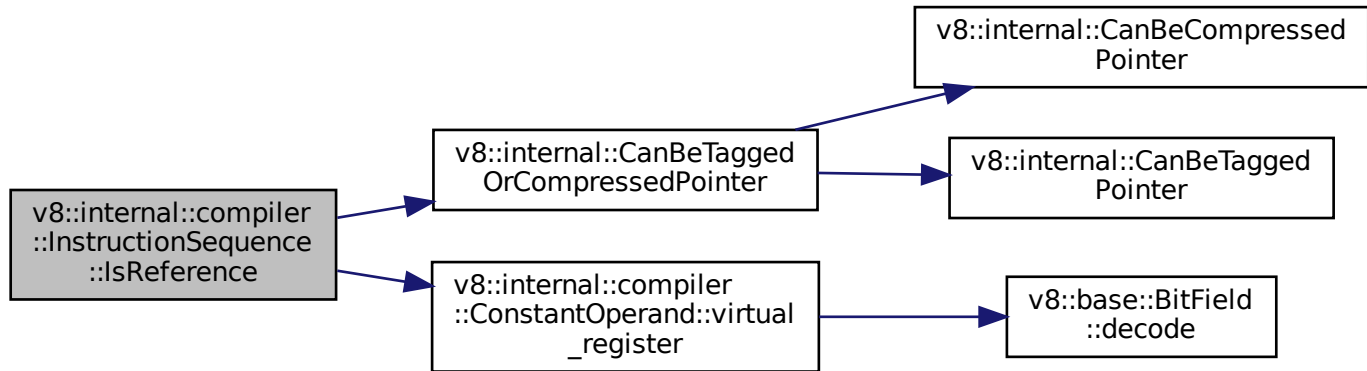 v8::internal::compiler
::InstructionSequence
::IsReference
v8::internal::CanBeTagged
OrCompressedPointer
v8::internal::CanBeCompressed
Pointer
v8::internal::CanBeTagged
Pointer
v8::internal::compiler
::ConstantOperand::virtual
_register
v8::base::BitField
::decode